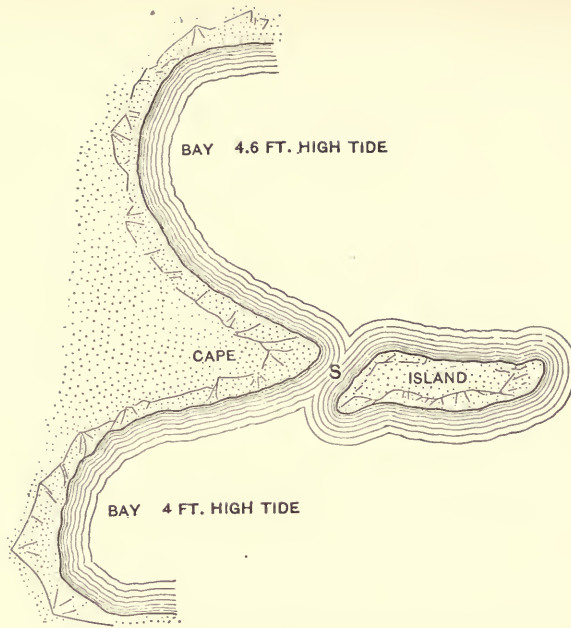 BAY 4.6 FT. HIGH TIDE
CAPE
S
ISLAND
BAY 4 FT. HIGH TIDE